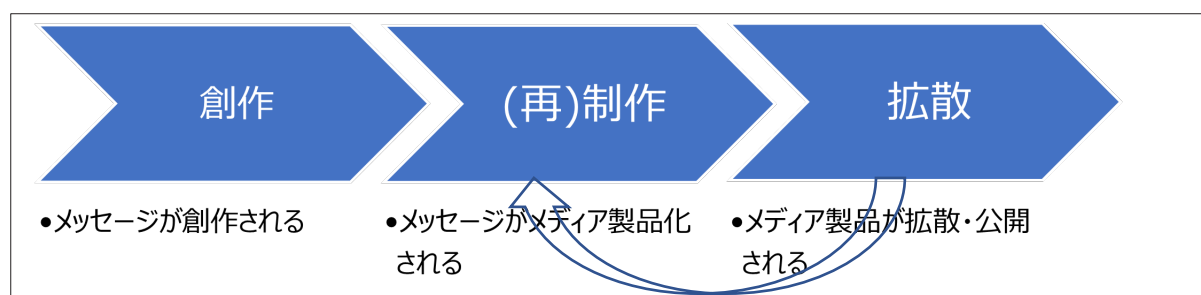 創作
(再)制作
拡散
•メッセージが創作される
•メッセージがメディア製品化
される
•メディア製品が拡散・公開
される